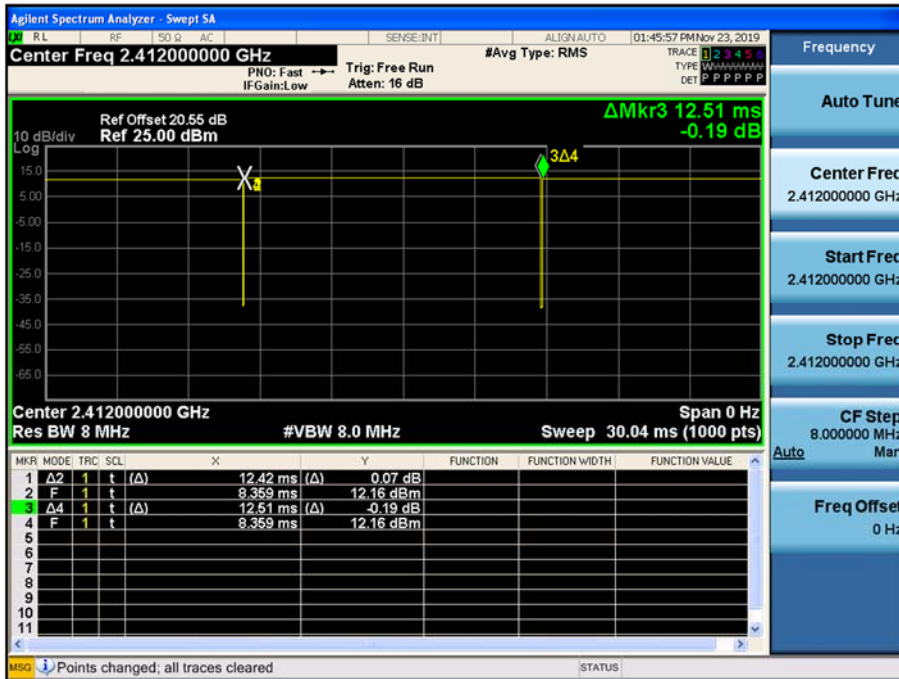 Agilent Spectrum Analyzer - Swept SA
LXI RL RF 50 Ω AC SENSE:INT ALIGNAUTO 01:45:57 PM Nov 23, 2019
Center Freq 2.412000000 GHz
#Avg Type: RMS
TRACE 1 2 3 4 5 6
PNO: Fast
Trig: Free Run
TYPE
IFGain:Low
Atten: 16 dB
DET P P P P P P
Frequency
Auto Tune
ΔMkr3 12.51 ms
-0.19 dB
Ref Offset 20.55 dB
10 dB/div Ref 25.00 dBm
Log
3Δ4
15.0
5.00
-5.00
-15.0
-25.0
-35.0
-45.0
-55.0
-65.0
Center 2.412000000 GHz Span 0 Hz
Res BW 8 MHz #VBW 8.0 MHz Sweep 30.04 ms (1000 pts)
Center Freq
2.412000000 GHz
Start Freq
2.412000000 GHz
Stop Freq
2.412000000 GHz
CF Step
8.000000 MHz
Auto Man
Freq Offset
0 Hz
MKR MODE TRC SCL X Y FUNCTION FUNCTION WIDTH FUNCTION VALUE
1 Δ2 1 t (Δ) 12.42 ms (Δ) 0.07 dB
2 F 1 t 8.359 ms 12.16 dBm
3 Δ4 1 t (Δ) 12.51 ms (Δ) -0.19 dB
4 F 1 t 8.359 ms 12.16 dBm
5
6
7
8
9
10
11
MSG Points changed; all traces cleared STATUS